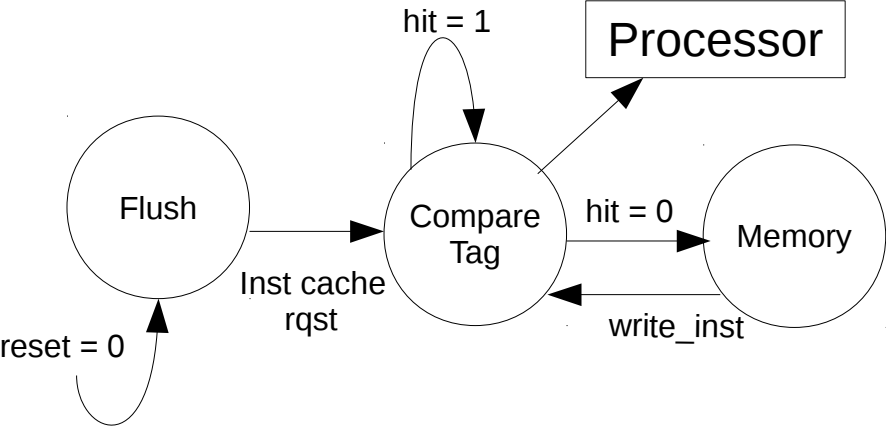 hit = 1
Processor
Flush
Compare
Tag
hit = 0
Memory
Inst cache
rqst
write_inst
reset = 0